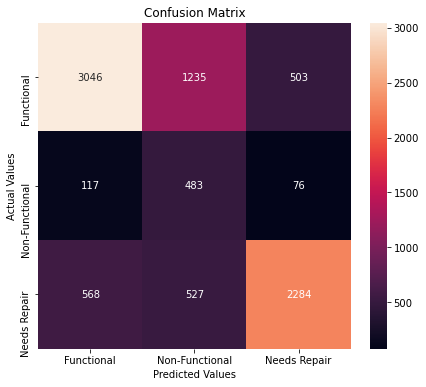 Confusion Matrix
Actual Values
Functional
Non-Functional
Needs Repair
3046 1235 503
117 483 76
568 527 2284
Functional Non-Functional Needs Repair
Predicted Values
3000
2500
2000
1500
1000
500